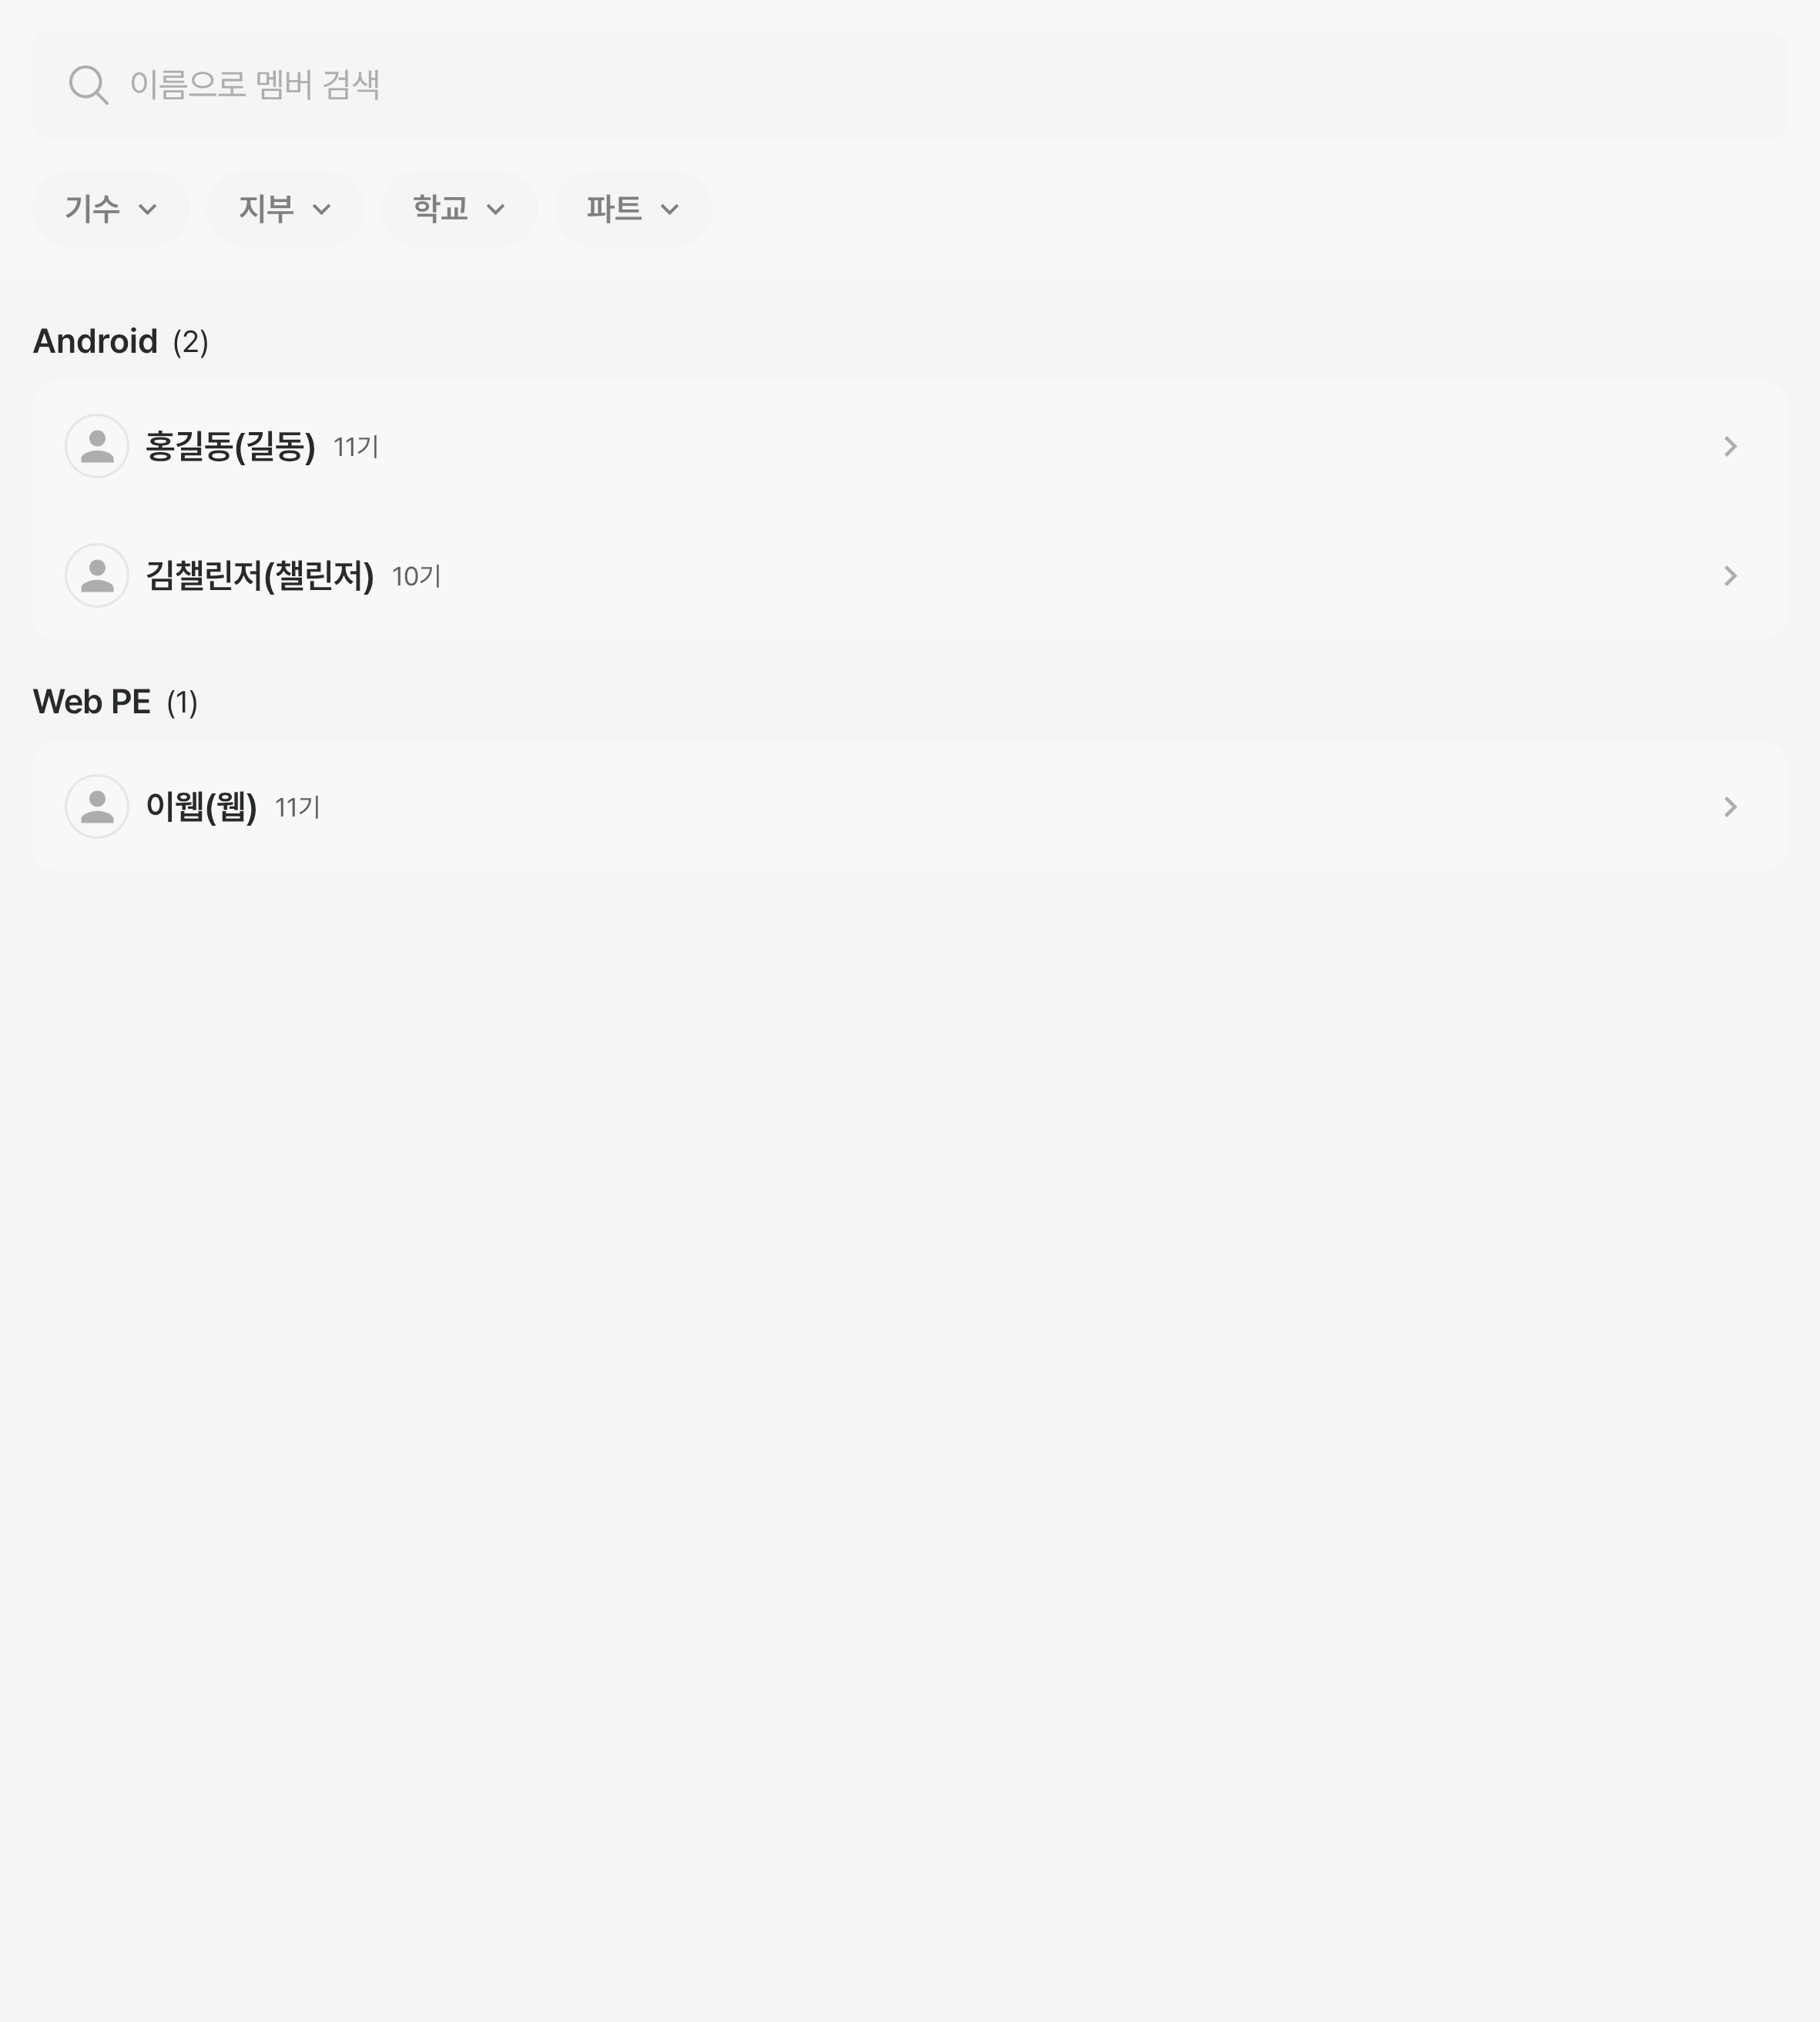 이름으로 멤버 검색
기수 지부 학교 파트
Android (2)
홍길동(길동) 11기
김챌린저(챌린저) 10기
Web PE (1)
이웹(웹) 11기